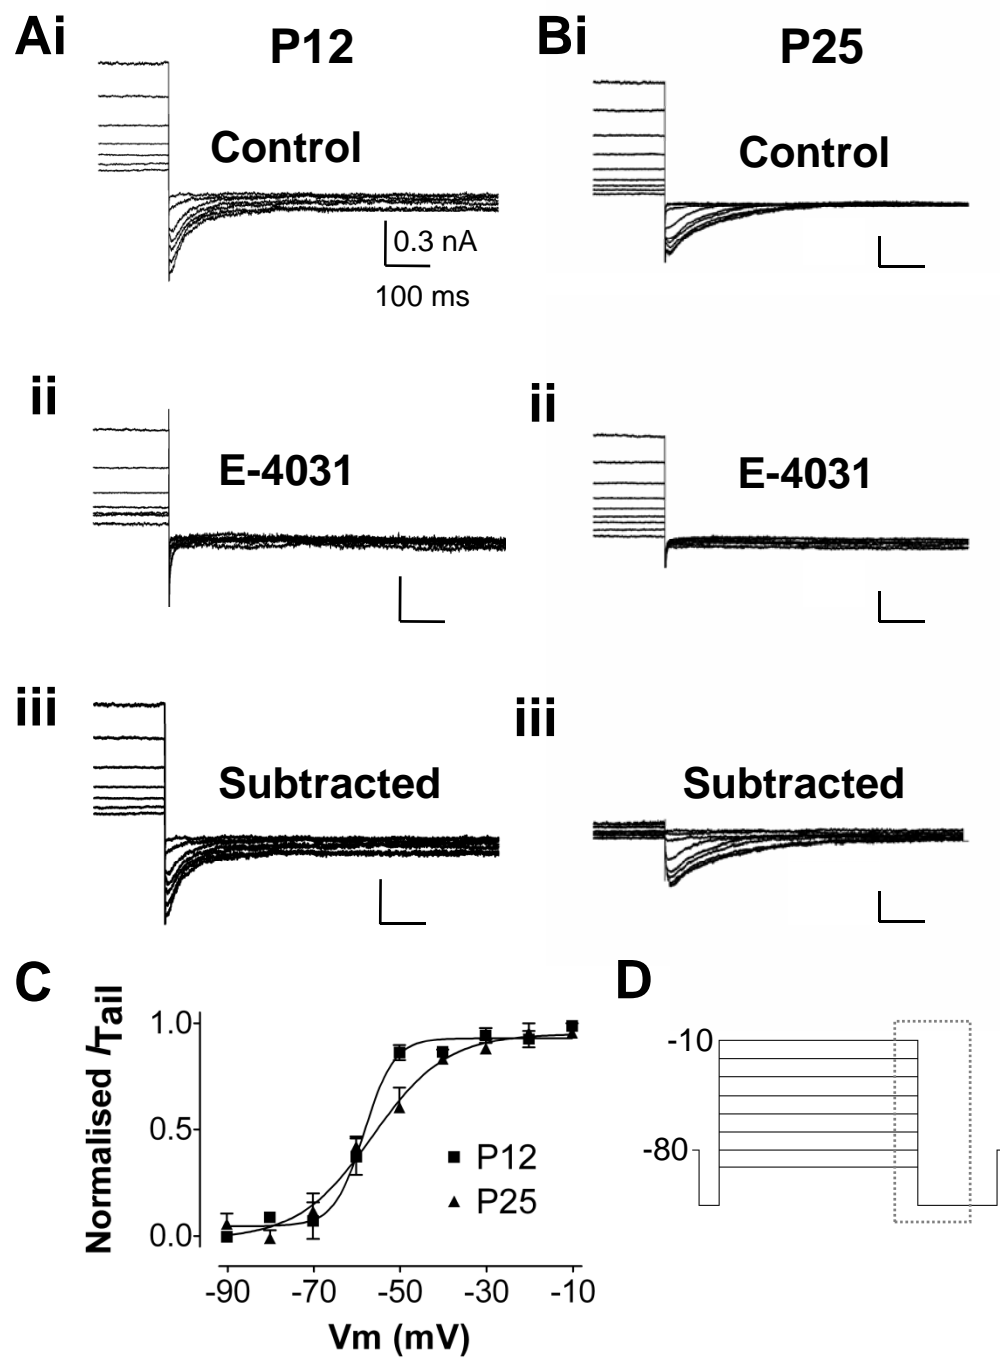 Ai
P12
Control
0.3 nA
100 ms
Bi
P25
Control
ii
E-4031
ii
E-4031
iii
Subtracted
iii
Subtracted
C
Normalised ITail
1.0
0.5
0.0
P12
P25
-90
-70
-50
-30
-10
Vm (mV)
D
-10
-80